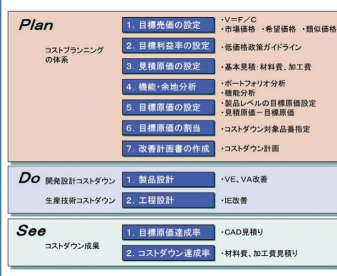 Plan
コストプランニング
の体系
1. 目標売価の設定
・V=F/C
・市場価格 ・希望価格 ・類似価格
2. 目標利益率の設定
・低価格政策ガイドライン
3. 見積原価の設定
・基本見積:材料費、加工費
4. 機能・余地分析
・ポートフォリオ分析
・機能分析
5. 目標原価の設定
・製品レベルの目標原価設定
・見積原価-目標原価
6. 目標原価の割当
・コストダウン対象品番指定
7. 改善計画書の作成
・コストダウン計画
Do 開発設計コストダウン
1. 製品設計
・VE、VA改善
生産技術コストダウン
2. 工程設計
・IE改善
See
コストダウン成果
1. 目標原価達成率
・CAD見積り
2. コストダウン達成率
・材料費、加工費見積り